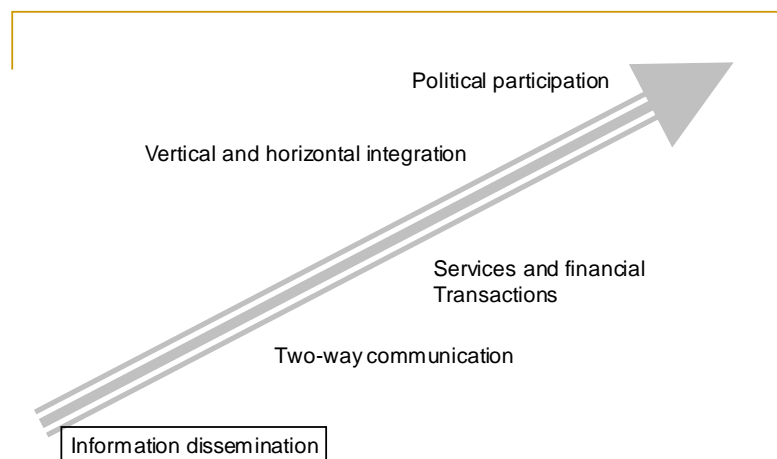 Political participation
Vertical and horizontal integration
Services and financial
Transactions
Two-way communication
Information dissemination